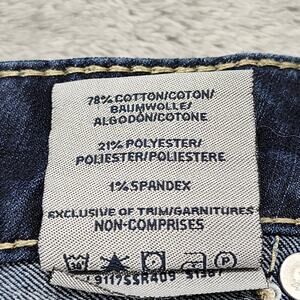 78% COTTON/COTON/
BAUMWOLLE/
ALGODÓN/COTONE
21% POLYESTER/
POLIESTER/POLIESTERE
1% SPANDEX
EXCLUSIVE OF TRIM/GARNITURES
NON-COMPRISES